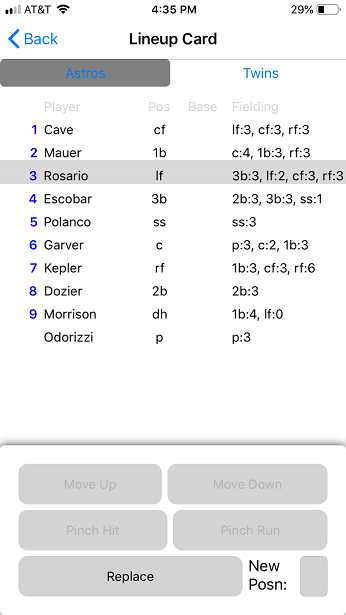 AT&T 4:35 PM 29%
Back Lineup Card
Astros Twins
Player Pos Base Fielding
1 Cave cf lf:3, cf:3, rf:3
2 Mauer 1b c:4, 1b:3, rf:3
3 Rosario lf 3b:3, lf:2, cf:3, rf:3
4 Escobar 3b 2b:3, 3b:3, ss:1
5 Polanco ss ss:3
6 Garver c p:3, c:2, 1b:3
7 Kepler rf 1b:3, cf:3, rf:6
8 Dozier 2b 2b:3
9 Morrison dh 1b:4, lf:0
Odorizzi p p:3
Move Up Move Down
Pinch Hit Pinch Run
Replace New
Posn: